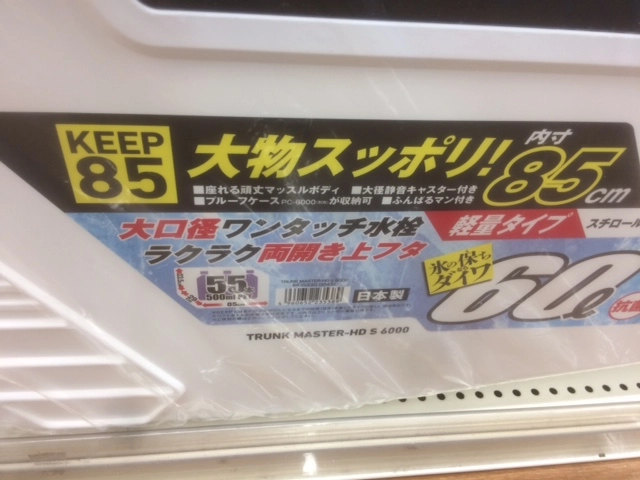 KEEP
85
大物スッポリ!
内寸
85cm
■座れる頑丈マッスルボディ ■大径静音キャスター付き
■プルーフケースPC-9000 が収納可 ■ふんばるマン付き
大口径ワンタッチ水栓
軽量タイプ
スチロール
ラクラク両開き上フタ
氷の保ちの
ダイワ
60ℓ
55
500ml
日本製
TRUNK MASTER-HD S 6000